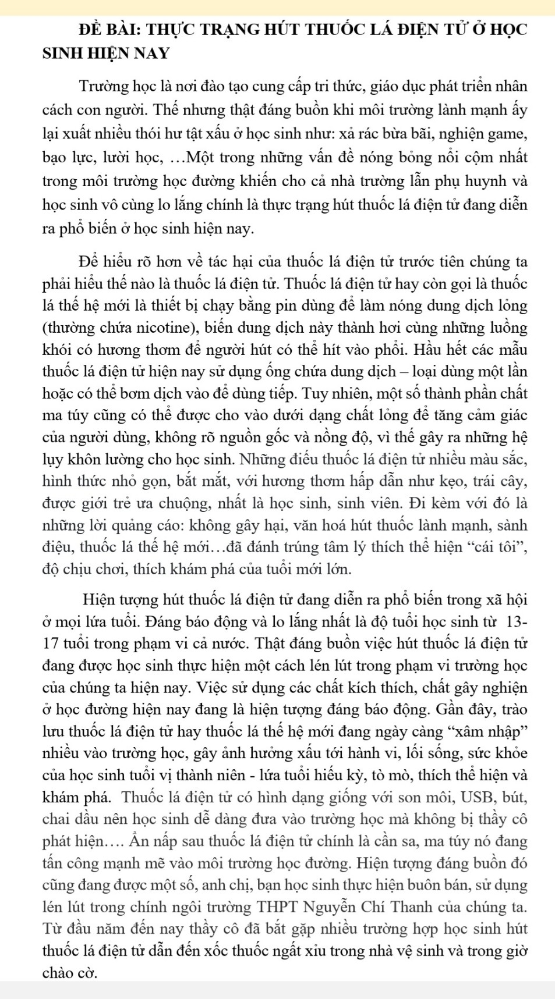 ĐỀ BÀI: THỰC TRẠNG HÚT THUỐC LÁ ĐIỆN TỬ Ở HỌC
SINH HIỆN NAY
Trường học là nơi đào tạo cung cấp tri thức, giáo dục phát triển nhân
cách con người. Thế nhưng thật đáng buồn khi môi trường lành mạnh ấy
lại xuất nhiều thói hư tật xấu ở học sinh như: xả rác bừa bãi, nghiện game,
bạo lực, lười học, …Một trong những vấn đề nóng bỏng nổi cộm nhất
trong môi trường học đường khiến cho cả nhà trường lẫn phụ huynh và
học sinh vô cùng lo lắng chính là thực trạng hút thuốc lá điện tử đang diễn
ra phổ biến ở học sinh hiện nay.
Để hiểu rõ hơn về tác hại của thuốc lá điện tử trước tiên chúng ta
phải hiểu thế nào là thuốc lá điện tử. Thuốc lá điện tử hay còn gọi là thuốc
lá thế hệ mới là thiết bị chạy bằng pin dùng để làm nóng dung dịch lỏng
(thường chứa nicotine), biến dung dịch này thành hơi cùng những luồng
khói có hương thơm để người hút có thể hít vào phổi. Hầu hết các mẫu
thuốc lá điện tử hiện nay sử dụng ống chứa dung dịch – loại dùng một lần
hoặc có thể bơm dịch vào để dùng tiếp. Tuy nhiên, một số thành phần chất
ma túy cũng có thể được cho vào dưới dạng chất lỏng để tăng cảm giác
của người dùng, không rõ nguồn gốc và nồng độ, vì thế gây ra những hệ
lụy khôn lường cho học sinh. Những điếu thuốc lá điện tử nhiều màu sắc,
hình thức nhỏ gọn, bắt mắt, với hương thơm hấp dẫn như kẹo, trái cây,
được giới trẻ ưa chuộng, nhất là học sinh, sinh viên. Đi kèm với đó là
những lời quảng cáo: không gây hại, văn hoá hút thuốc lành mạnh, sành
điệu, thuốc lá thế hệ mới…đã đánh trúng tâm lý thích thể hiện “cái tôi”,
độ chịu chơi, thích khám phá của tuổi mới lớn.
Hiện tượng hút thuốc lá điện tử đang diễn ra phổ biến trong xã hội
ở mọi lứa tuổi. Đáng báo động và lo lắng nhất là độ tuổi học sinh từ 13-
17 tuổi trong phạm vi cả nước. Thật đáng buồn việc hút thuốc lá điện tử
đang được học sinh thực hiện một cách lén lút trong phạm vi trường học
của chúng ta hiện nay. Việc sử dụng các chất kích thích, chất gây nghiện
ở học đường hiện nay đang là hiện tượng đáng báo động. Gần đây, trào
lưu thuốc lá điện tử hay thuốc lá thế hệ mới đang ngày càng “xâm nhập”
nhiều vào trường học, gây ảnh hưởng xấu tới hành vi, lối sống, sức khỏe
của học sinh tuổi vị thành niên - lứa tuổi hiếu kỳ, tò mò, thích thể hiện và
khám phá. Thuốc lá điện tử có hình dạng giống với son môi, USB, bút,
chai dầu nên học sinh dễ dàng đưa vào trường học mà không bị thầy cô
phát hiện…. Ẩn nấp sau thuốc lá điện tử chính là cần sa, ma túy nó đang
tấn công mạnh mẽ vào môi trường học đường. Hiện tượng đáng buồn đó
cũng đang được một số, anh chị, bạn học sinh thực hiện buôn bán, sử dụng
lén lút trong chính ngôi trường THPT Nguyễn Chí Thanh của chúng ta.
Từ đầu năm đến nay thầy cô đã bắt gặp nhiều trường hợp học sinh hút
thuốc lá điện tử dẫn đến xốc thuốc ngất xỉu trong nhà vệ sinh và trong giờ
chào cờ.